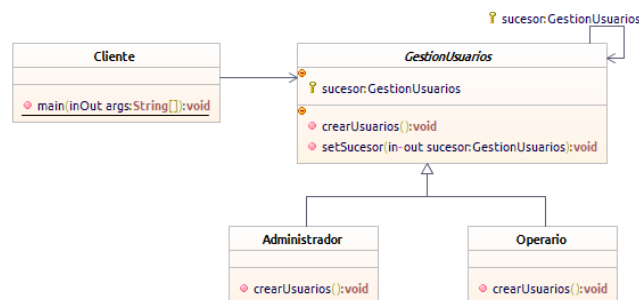 sucesor:GestionUsuarios
Cliente
main(inOut args:String[]):void
GestionUsuarios
sucesor:GestionUsuarios
crearUsuarios():void
setSucesor(in-out sucesor:GestionUsuarios):void
Administrador
crearUsuarios():void
Operario
crearUsuarios():void